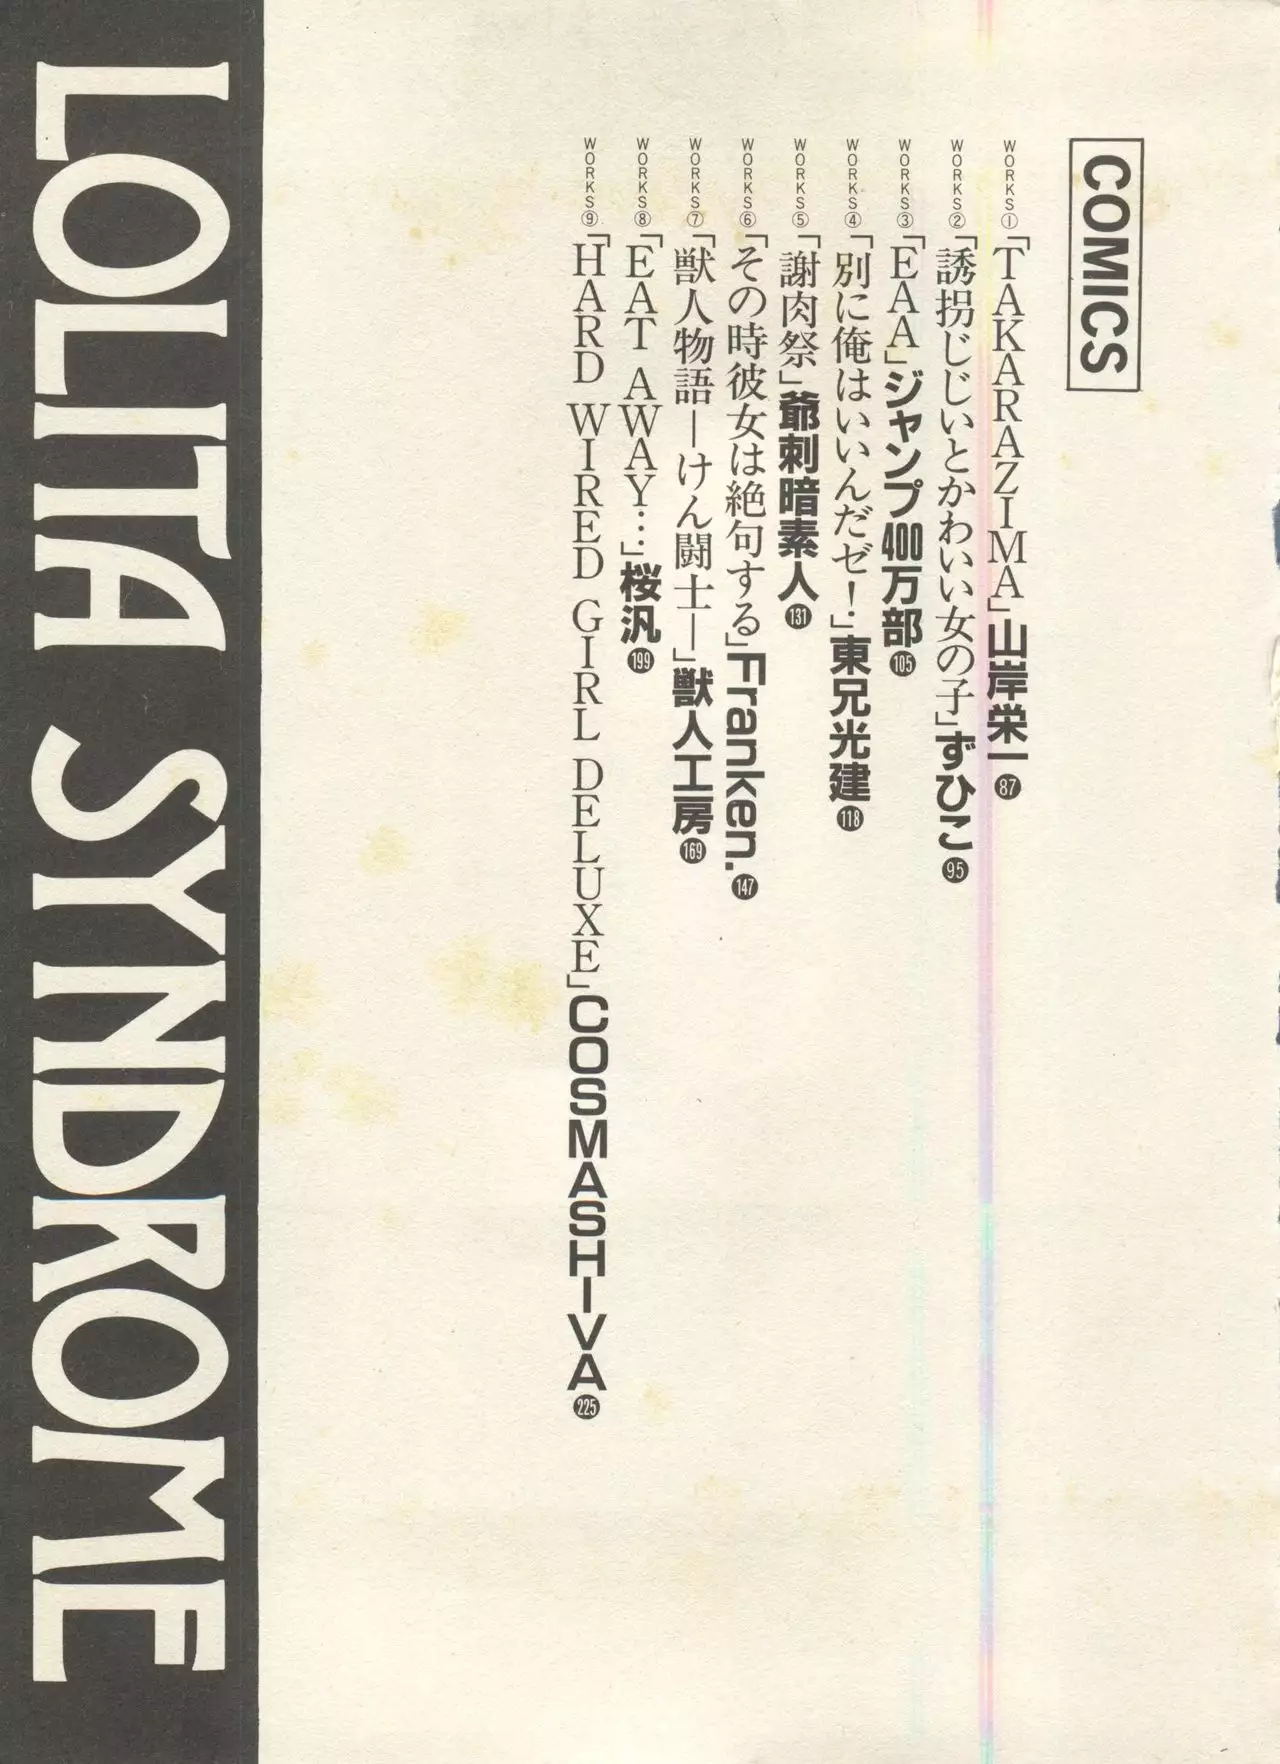 COMICS
WORKS① 「TAKARAZIMA」山岸栄一 87
WORKS② 「誘拐じじいとかわいい女の子」ずひこ 95
WORKS③ 「EAA」ジャンプ400万部 105
WORKS④ 「別に俺はいいんだゼ!」東兄光建 118
WORKS⑤ 「謝肉祭」爺刺暗素人 131
WORKS⑥ 「その時彼女は絶句する」Franken. 147
WORKS⑦ 「獣人物語―けん闘士―」獣人工房 169
WORKS⑧ 「EAT AWAY…」桜汎 199
WORKS⑨ 「HARD WIRED GIRL DELUXE」COSMASHIVA 225
LOLITA SYNDROME